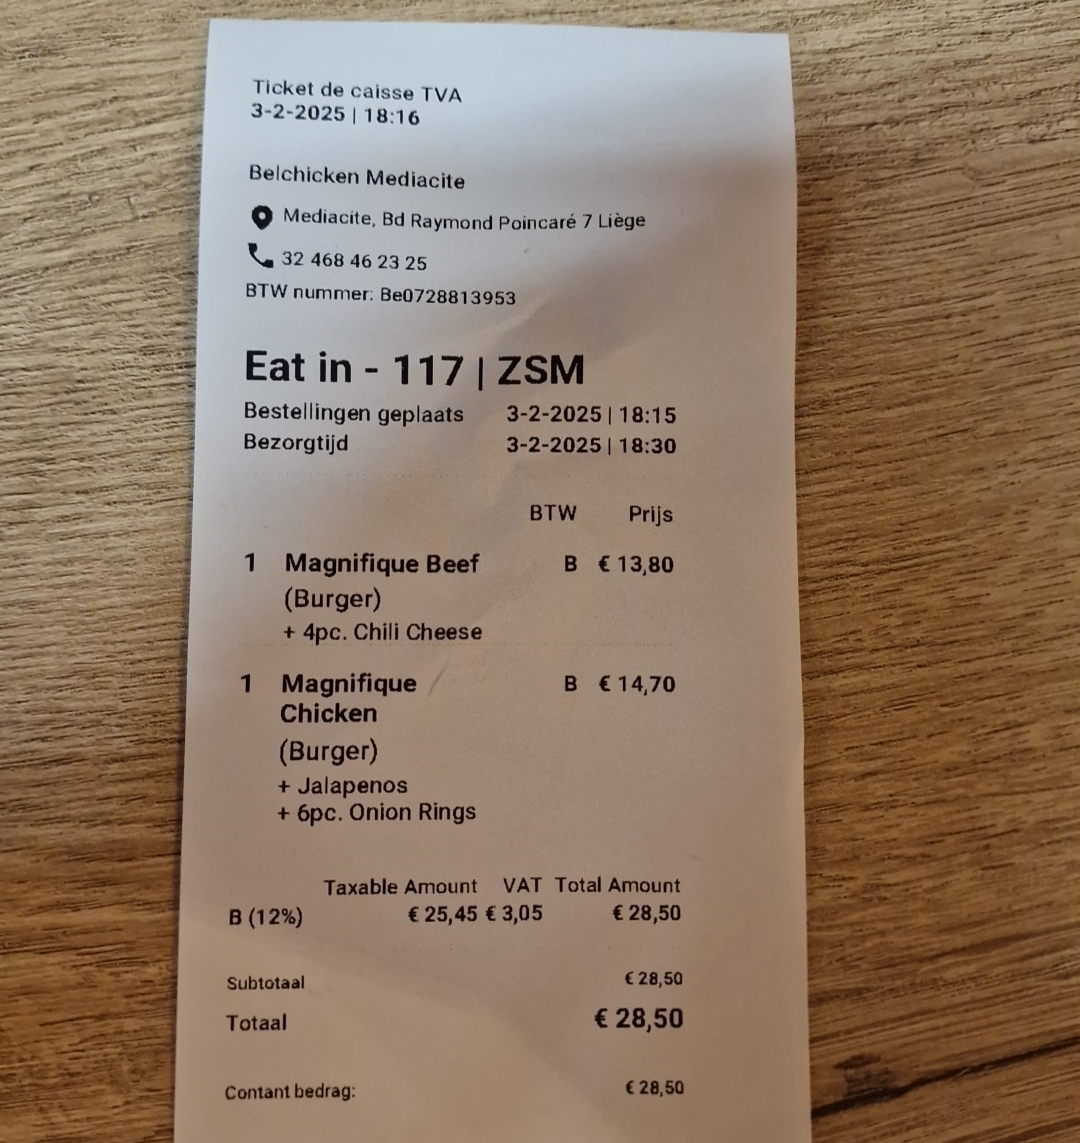 Ticket de caisse TVA
3-2-2025 | 18:16
Belchicken Mediacite
Mediacite, Bd Raymond Poincaré 7 Liège
32 468 46 23 25
BTW nummer: Be0728813953
Eat in - 117 | ZSM
Bestellingen geplaats 3-2-2025 | 18:15
Bezorgtijd 3-2-2025 | 18:30
BTW Prijs
1 Magnifique Beef B € 13,80
(Burger)
+ 4pc. Chili Cheese
1 Magnifique B € 14,70
Chicken
(Burger)
+ Jalapenos
+ 6pc. Onion Rings
Taxable Amount VAT Total Amount
B (12%) € 25,45 € 3,05 € 28,50
Subtotaal € 28,50
Totaal € 28,50
Contant bedrag: € 28,50